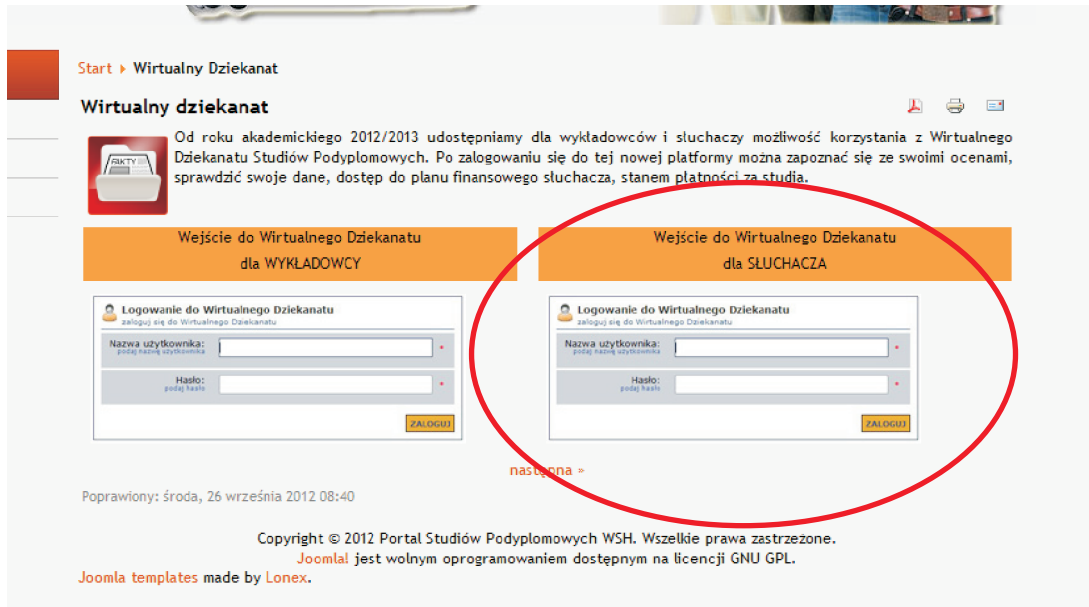 Start Wirtualny Dziekanat
Wirtualny dziekanat
FAKTY
Od roku akademickiego 2012/2013 udostępniamy dla wykładowców i słuchaczy możliwość korzystania z Wirtualnego
Dziekanatu Studiów Podyplomowych. Po zalogowaniu się do tej nowej platformy można zapoznać się ze swoimi ocenami,
sprawdzić swoje dane, dostęp do planu finansowego słuchacza, stanem płatności za studia.
Wejście do Wirtualnego Dziekanatu
dla WYKŁADOWCY
Logowanie do Wirtualnego Dziekanatu
zaloguj się do Wirtualnego Dziekanatu
Nazwa użytkownika: *
podaj nazwę użytkownika
Hasło: *
podaj hasło
ZALOGUJ
Wejście do Wirtualnego Dziekanatu
dla SŁUCHACZA
Logowanie do Wirtualnego Dziekanatu
zaloguj się do Wirtualnego Dziekanatu
Nazwa użytkownika: *
podaj nazwę użytkownika
Hasło: *
podaj hasło
ZALOGUJ
następna »
Poprawiony: środa, 26 września 2012 08:40
Copyright © 2012 Portal Studiów Podyplomowych WSH. Wszelkie prawa zastrzeżone.
Joomla! jest wolnym oprogramowaniem dostępnym na licencji GNU GPL.
Joomla templates made by Lonex.